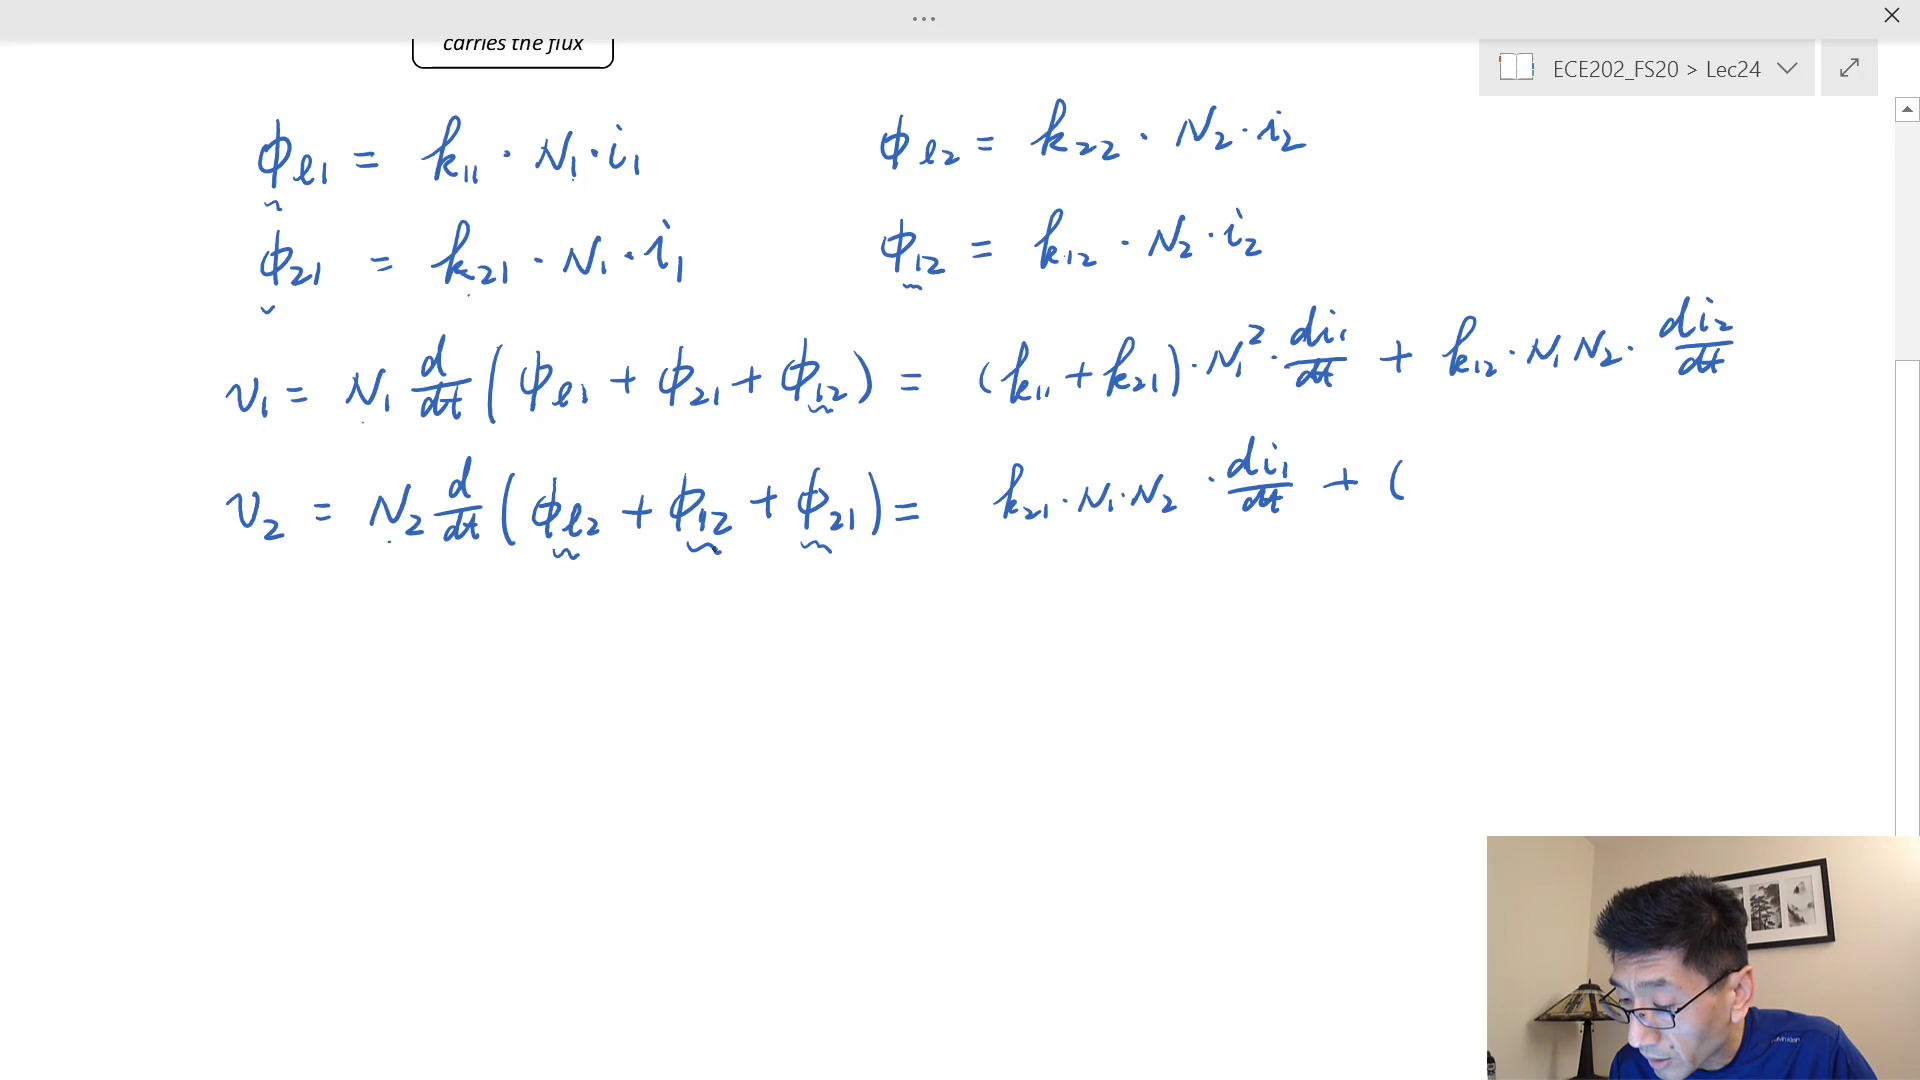 carries the flux
ECE202_FS20 > Lec24
ϕℓ1 = k11 · N1 · i1
ϕℓ2 = k22 · N2 · i2
ϕ21 = k21 · N1 · i1
ϕ12 = k12 · N2 · i2
v1 = N1 d/dt (ϕℓ1 + ϕ21 + ϕ12) = (k11 + k21) · N1² · di1/dt + k12 · N1 N2 · di2/dt
v2 = N2 d/dt (ϕℓ2 + ϕ12 + ϕ21) = k21 · N1 · N2 · di1/dt + (